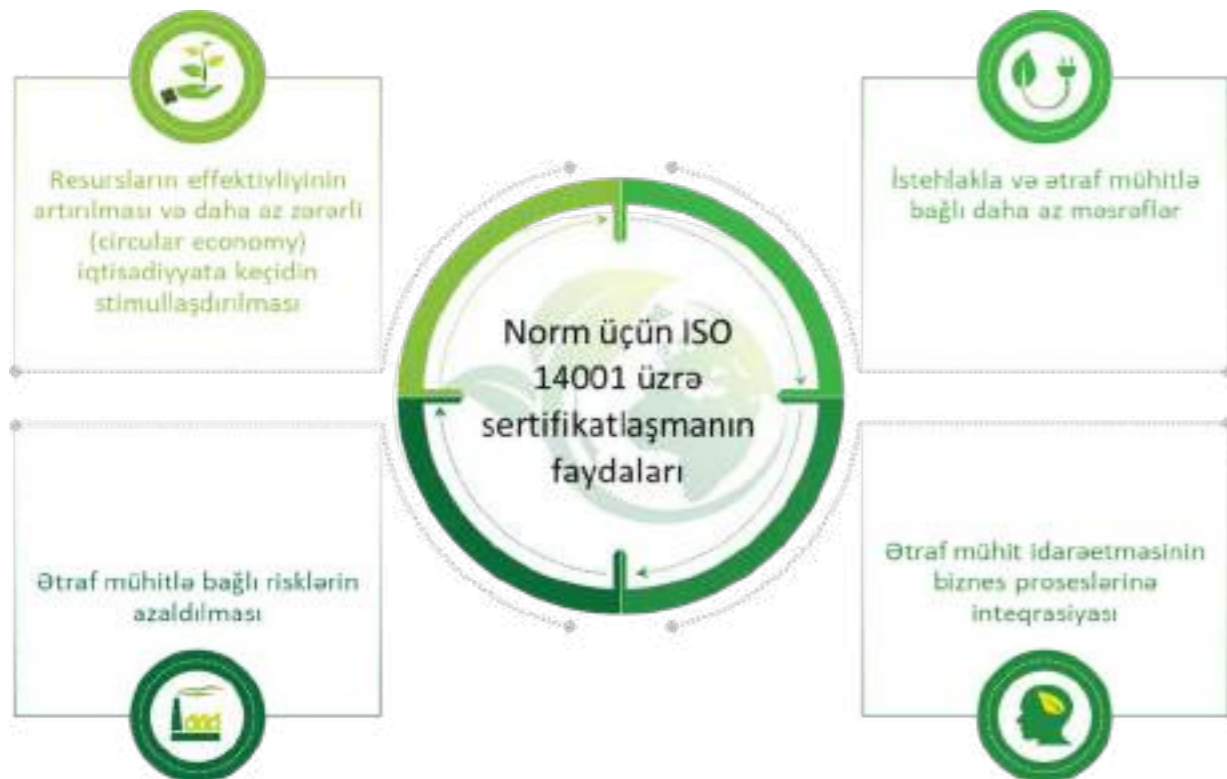 Resursların effektivliyinin
artırılması və daha az zərərli
(circular economy)
iqtisadiyyata keçidin
stimullaşdırılması
İstehlakla və ətraf mühitlə
bağlı daha az məsrəflər
Norm üçün ISO
14001 üzrə
sertifikatlaşmanın
faydaları
Ətraf mühitlə bağlı risklərin
azaldılması
Ətraf mühit idarəetməsinin
biznes proseslərinə
inteqrasiyası